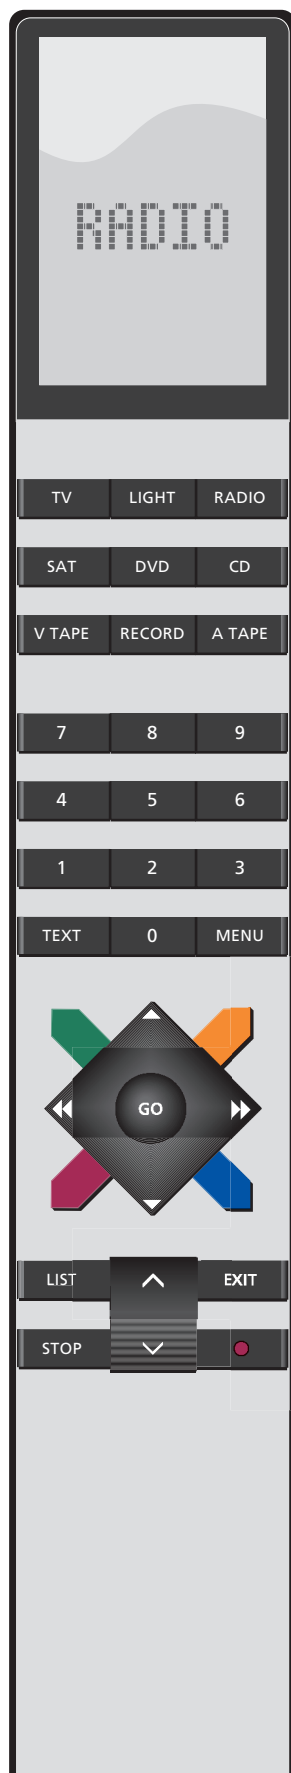 RADIO
TV LIGHT RADIO
SAT DVD CD
V TAPE RECORD A TAPE
7 8 9
4 5 6
1 2 3
TEXT 0 MENU
GO
LIST EXIT
STOP